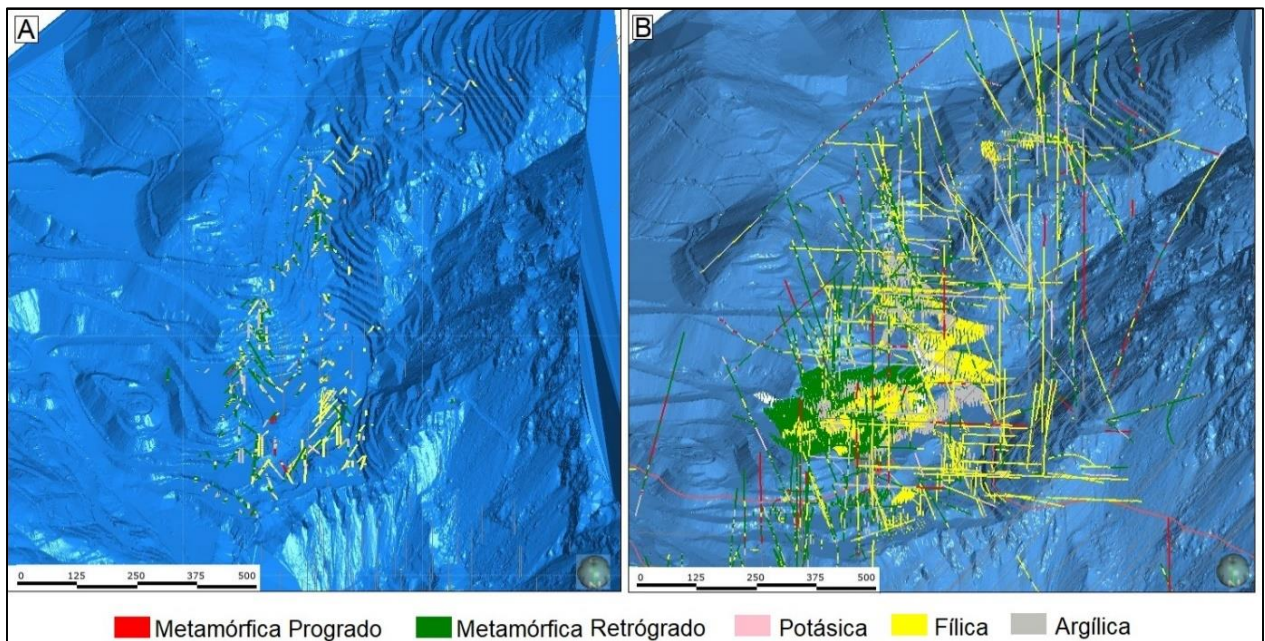 A
B
0 125 250 375 500
0 125 250 375 500
Metamórfica Progrado Metamórfica Retrógrado Potásica Fílica Argílica